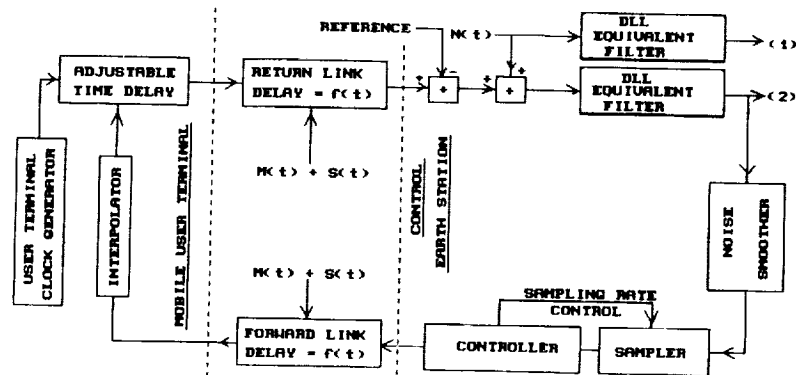 REFERENCE
N(t)
DLL
EQUIVALENT
FILTER
(1)
ADJUSTABLE
TIME DELAY
RETURN LINK
DELAY = f(t)
+
-
+
+
+
+
DLL
EQUIVALENT
FILTER
(2)
M(t) + S(t)
USER TERMINAL
CLOCK GENERATOR
INTERPOLATOR
MOBILE USER TERMINAL
CONTROL
EARTH STATION
NOISE
SMOOTHER
M(t) + S(t)
SAMPLING RATE
CONTROL
FORWARD LINK
DELAY = f(t)
CONTROLLER
SAMPLER